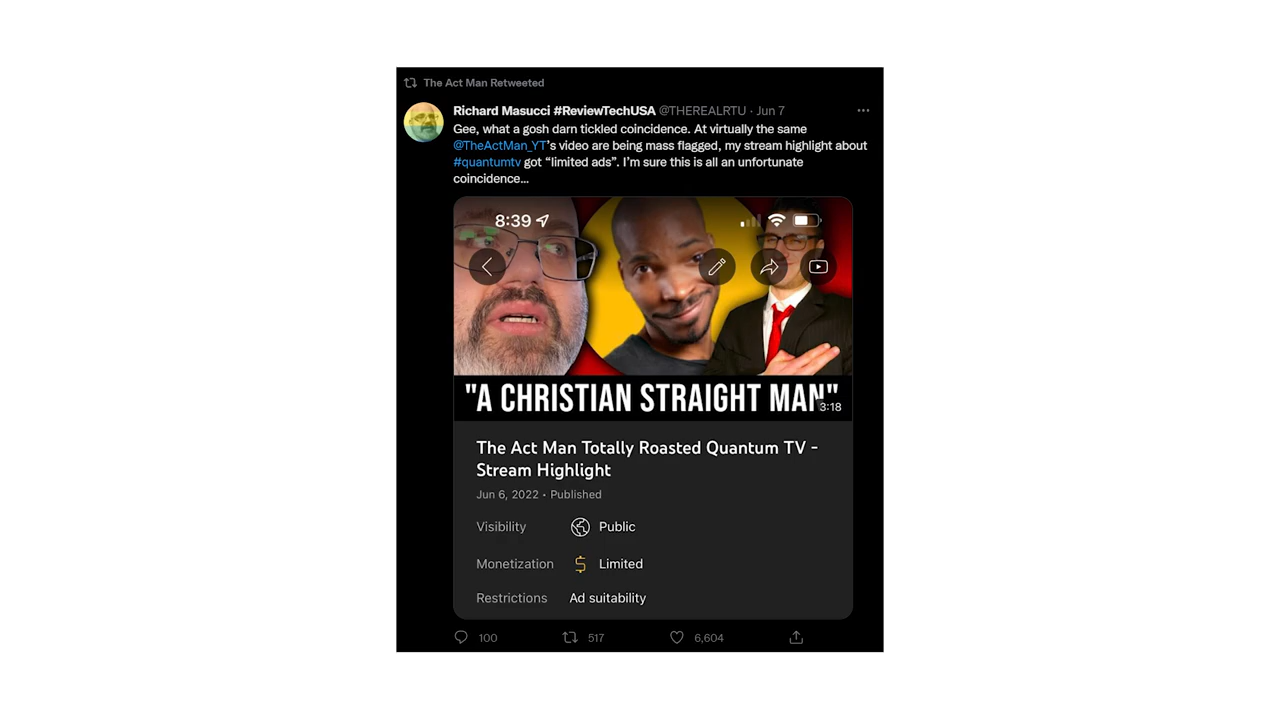 The Act Man Retweeted
Richard Masucci #ReviewTechUSA @THEREALRTU · Jun 7
Gee, what a gosh darn tickled coincidence. At virtually the same
@TheActMan_YT's video are being mass flagged, my stream highlight about
#quantumtv got "limited ads". I'm sure this is all an unfortunate
coincidence...
8:39
"A CHRISTIAN STRAIGHT MAN"
3:18
The Act Man Totally Roasted Quantum TV -
Stream Highlight
Jun 6, 2022 • Published
Visibility Public
Monetization Limited
Restrictions Ad suitability
100 517 6,604